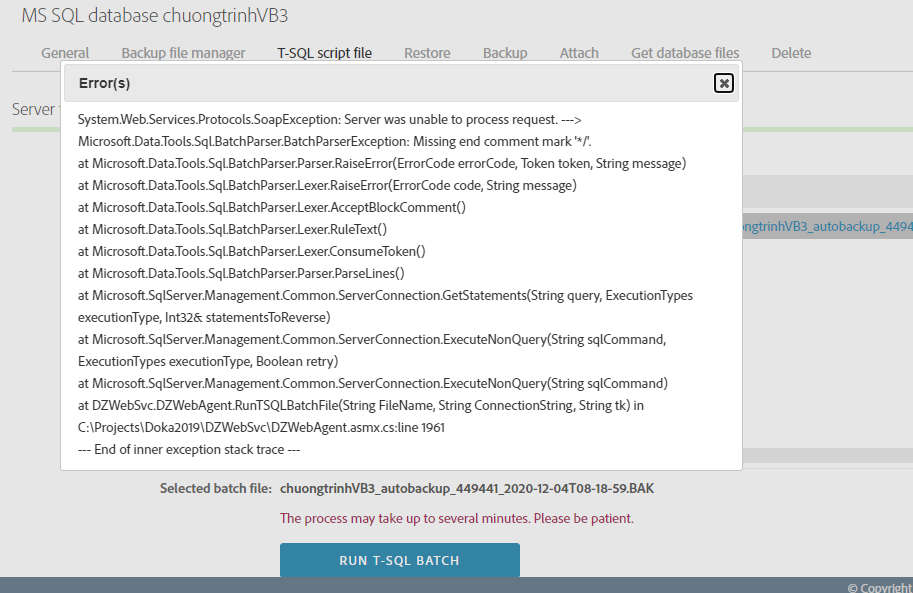 MS SQL database chuongtrinhVB3
General Backup file manager T-SQL script file Restore Backup Attach Get database files Delete
Error(s)
Server
System.Web.Services.Protocols.SoapException: Server was unable to process request. --->
Microsoft.Data.Tools.Sql.BatchParser.BatchParserException: Missing end comment mark '*/'.
at Microsoft.Data.Tools.Sql.BatchParser.Parser.RaiseError(ErrorCode errorCode, Token token, String message)
at Microsoft.Data.Tools.Sql.BatchParser.Lexer.RaiseError(ErrorCode code, String message)
at Microsoft.Data.Tools.Sql.BatchParser.Lexer.AcceptBlockComment()
at Microsoft.Data.Tools.Sql.BatchParser.Lexer.RuleText()
ongtrinhVB3_autobackup_4494
at Microsoft.Data.Tools.Sql.BatchParser.Lexer.ConsumeToken()
at Microsoft.Data.Tools.Sql.BatchParser.Parser.ParseLines()
at Microsoft.SqlServer.Management.Common.ServerConnection.GetStatements(String query, ExecutionTypes
executionType, Int32& statementsToReverse)
at Microsoft.SqlServer.Management.Common.ServerConnection.ExecuteNonQuery(String sqlCommand,
ExecutionTypes executionType, Boolean retry)
at Microsoft.SqlServer.Management.Common.ServerConnection.ExecuteNonQuery(String sqlCommand)
at DZWebSvc.DZWebAgent.RunTSQLBatchFile(String FileName, String ConnectionString, String tk) in
C:\Projects\Doka2019\DZWebSvc\DZWebAgent.asmx.cs:line 1961
--- End of inner exception stack trace ---
Selected batch file: chuongtrinhVB3_autobackup_449441_2020-12-04T08-18-59.BAK
The process may take up to several minutes. Please be patient.
RUN T-SQL BATCH
© Copyright